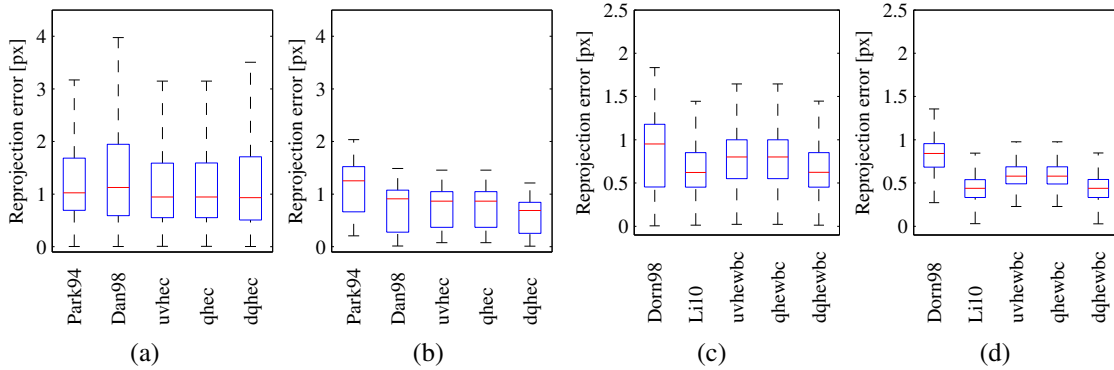 Reprojection error [px]
4
3
2
1
0
Park94
Dan98
uvhec
qhec
dqhec
(a)
Reprojection error [px]
4
3
2
1
0
Park94
Dan98
uvhec
qhec
dqhec
(b)
Reprojection error [px]
2.5
2
1.5
1
0.5
0
Dorn98
Li10
uvhewbc
qhewbc
dqhewbc
(c)
Reprojection error [px]
2.5
2
1.5
1
0.5
0
Dorn98
Li10
uvhewbc
qhewbc
dqhewbc
(d)